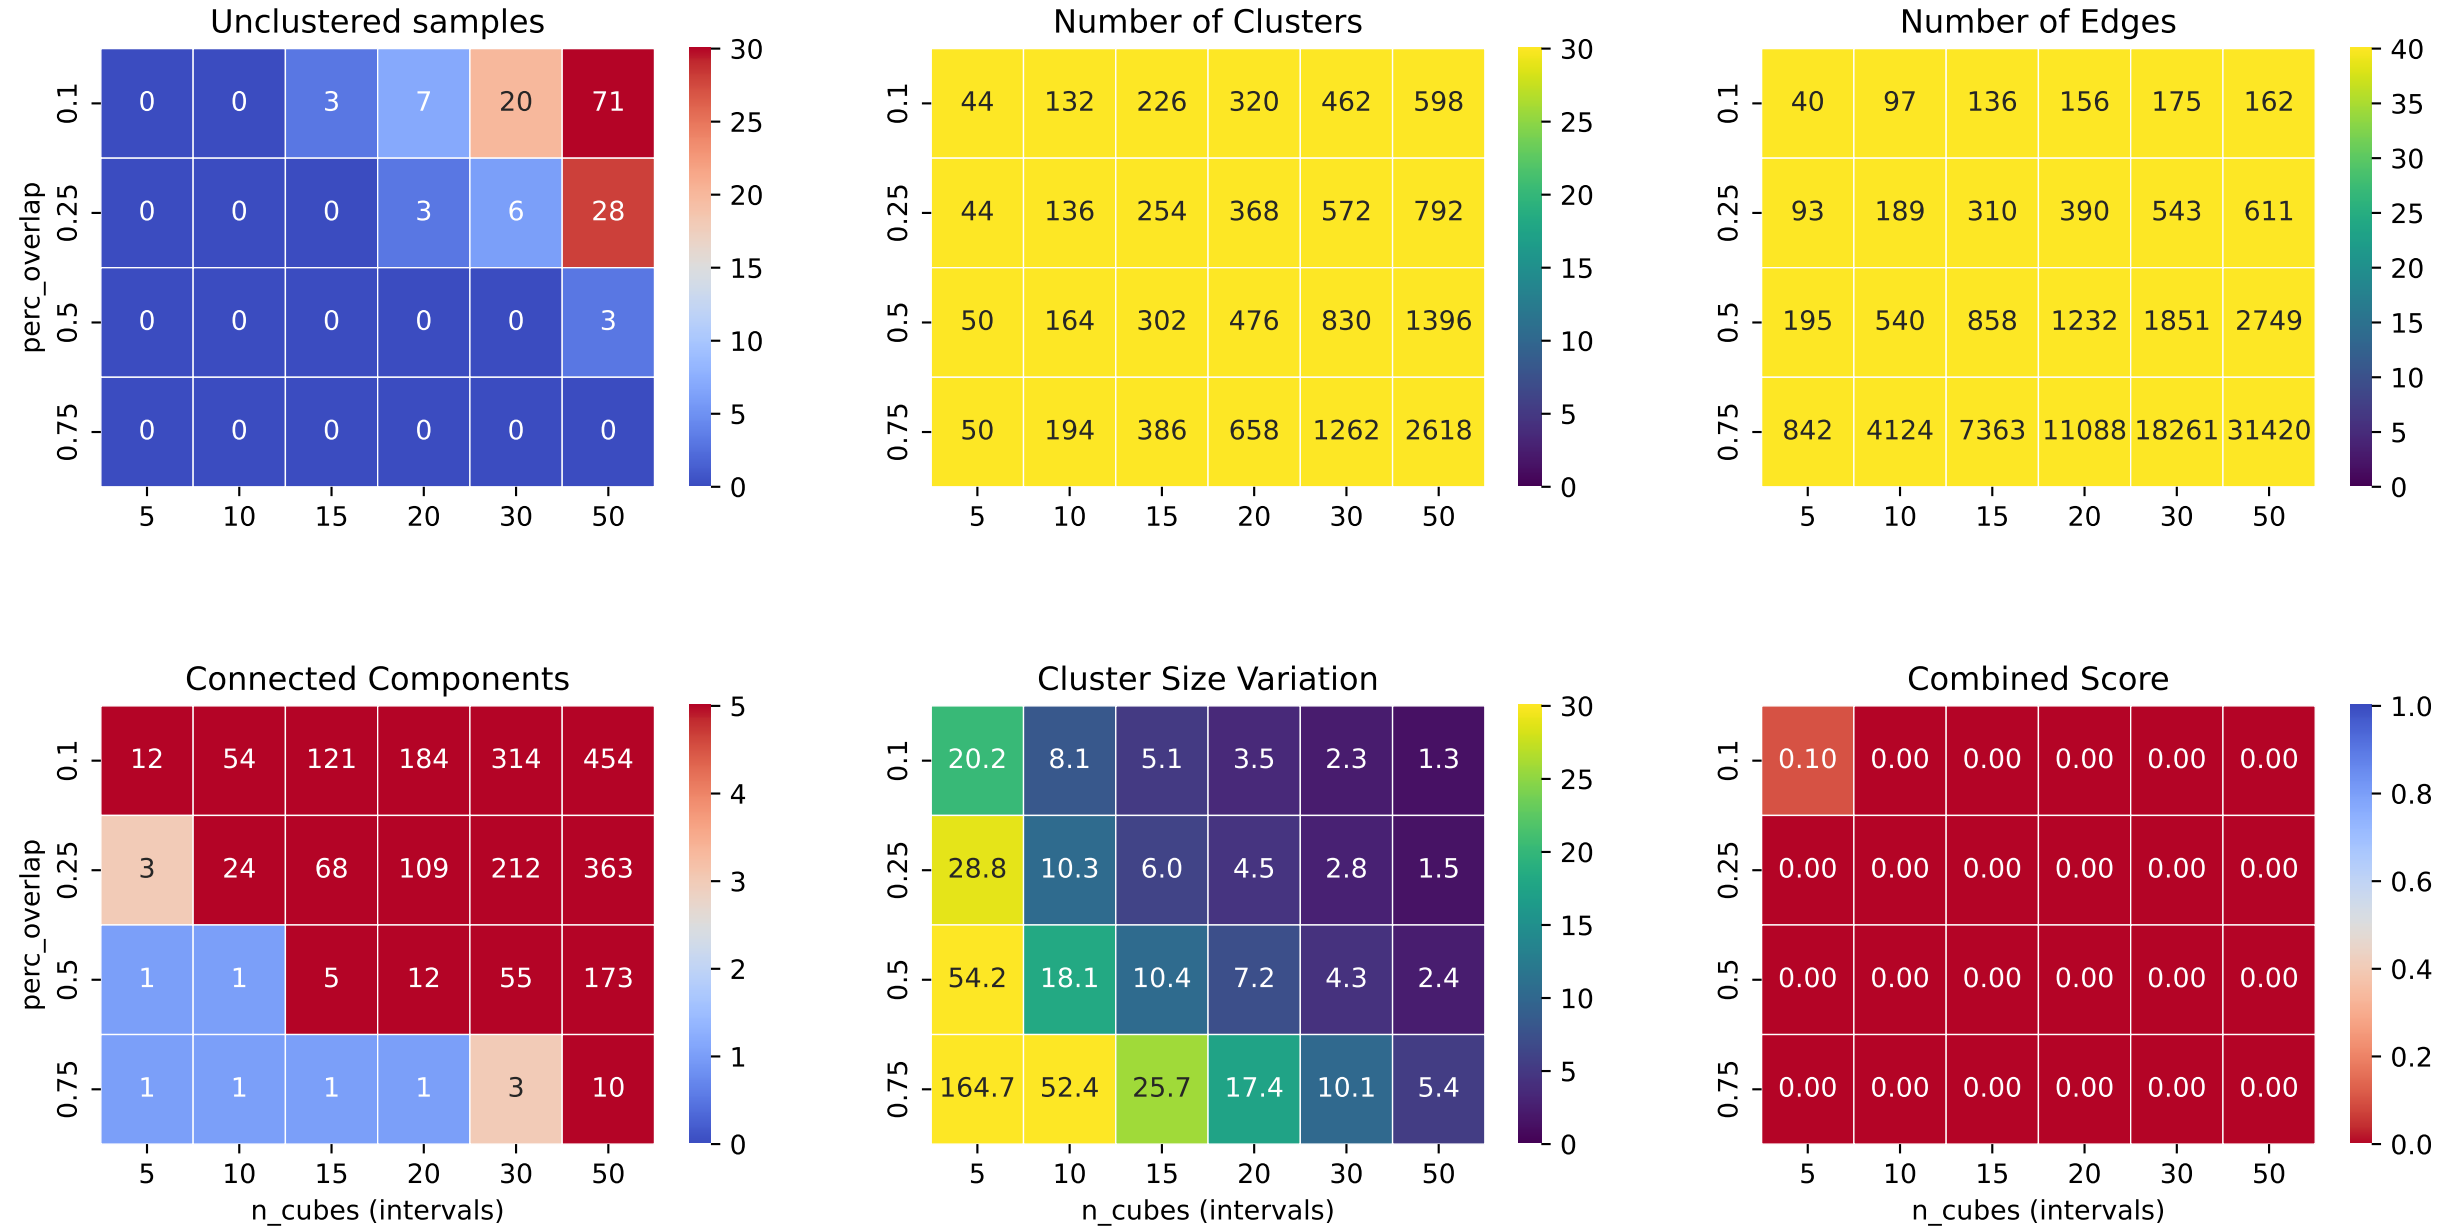 Unclustered samples
perc_overlap
0.1 0 0 3 7 20 71
0.25 0 0 0 3 6 28
0.5 0 0 0 0 0 3
0.75 0 0 0 0 0 0
5 10 15 20 30 50
30
25
20
15
10
5
0
Number of Clusters
0.1 44 132 226 320 462 598
0.25 44 136 254 368 572 792
0.5 50 164 302 476 830 1396
0.75 50 194 386 658 1262 2618
5 10 15 20 30 50
30
25
20
15
10
5
0
Number of Edges
0.1 40 97 136 156 175 162
0.25 93 189 310 390 543 611
0.5 195 540 858 1232 1851 2749
0.75 842 4124 7363 11088 18261 31420
5 10 15 20 30 50
40
35
30
25
20
15
10
5
0
Connected Components
perc_overlap
0.1 12 54 121 184 314 454
0.25 3 24 68 109 212 363
0.5 1 1 5 12 55 173
0.75 1 1 1 1 3 10
5 10 15 20 30 50
n_cubes (intervals)
5
4
3
2
1
0
Cluster Size Variation
0.1 20.2 8.1 5.1 3.5 2.3 1.3
0.25 28.8 10.3 6.0 4.5 2.8 1.5
0.5 54.2 18.1 10.4 7.2 4.3 2.4
0.75 164.7 52.4 25.7 17.4 10.1 5.4
5 10 15 20 30 50
n_cubes (intervals)
30
25
20
15
10
5
0
Combined Score
0.1 0.10 0.00 0.00 0.00 0.00 0.00
0.25 0.00 0.00 0.00 0.00 0.00 0.00
0.5 0.00 0.00 0.00 0.00 0.00 0.00
0.75 0.00 0.00 0.00 0.00 0.00 0.00
5 10 15 20 30 50
n_cubes (intervals)
1.0
0.8
0.6
0.4
0.2
0.0